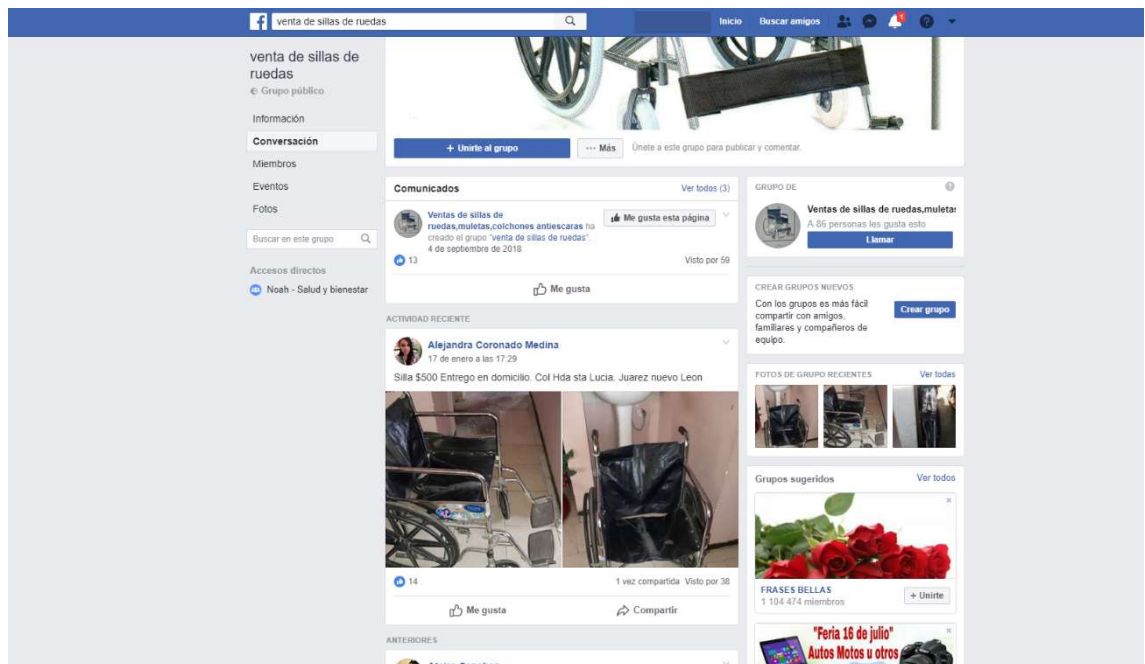 venta de sillas de ruedas
Inicio
Buscar amigos
1
venta de sillas de
ruedas
Grupo público
Información
Conversación
Miembros
Eventos
Fotos
Buscar en este grupo
Accesos directos
Noah - Salud y bienestar
+ Unirte al grupo
··· Más
Únete a este grupo para publicar y comentar.
Comunicados
Ver todos (3)
Ventas de sillas de
ruedas,muletas,colchones antiescaras ha
creado el grupo "venta de sillas de ruedas".
4 de septiembre de 2018
Me gusta esta página
13
Visto por 59
Me gusta
ACTIVIDAD RECIENTE
Alejandra Coronado Medina
17 de enero a las 17:29
Silla $500 Entrego en domicilio. Col Hda sta Lucia. Juarez nuevo Leon
14
1 vez compartida Visto por 38
Me gusta
Compartir
ANTERIORES
GRUPO DE
Ventas de sillas de ruedas,muletas
A 86 personas les gusta esto
Llamar
CREAR GRUPOS NUEVOS
Con los grupos es más fácil
compartir con amigos,
familiares y compañeros de
equipo.
Crear grupo
FOTOS DE GRUPO RECIENTES
Ver todas
Grupos sugeridos
Ver todos
FRASES BELLAS
1 104 474 miembros
+ Unirte
"Feria 16 de julio"
Autos Motos u otros